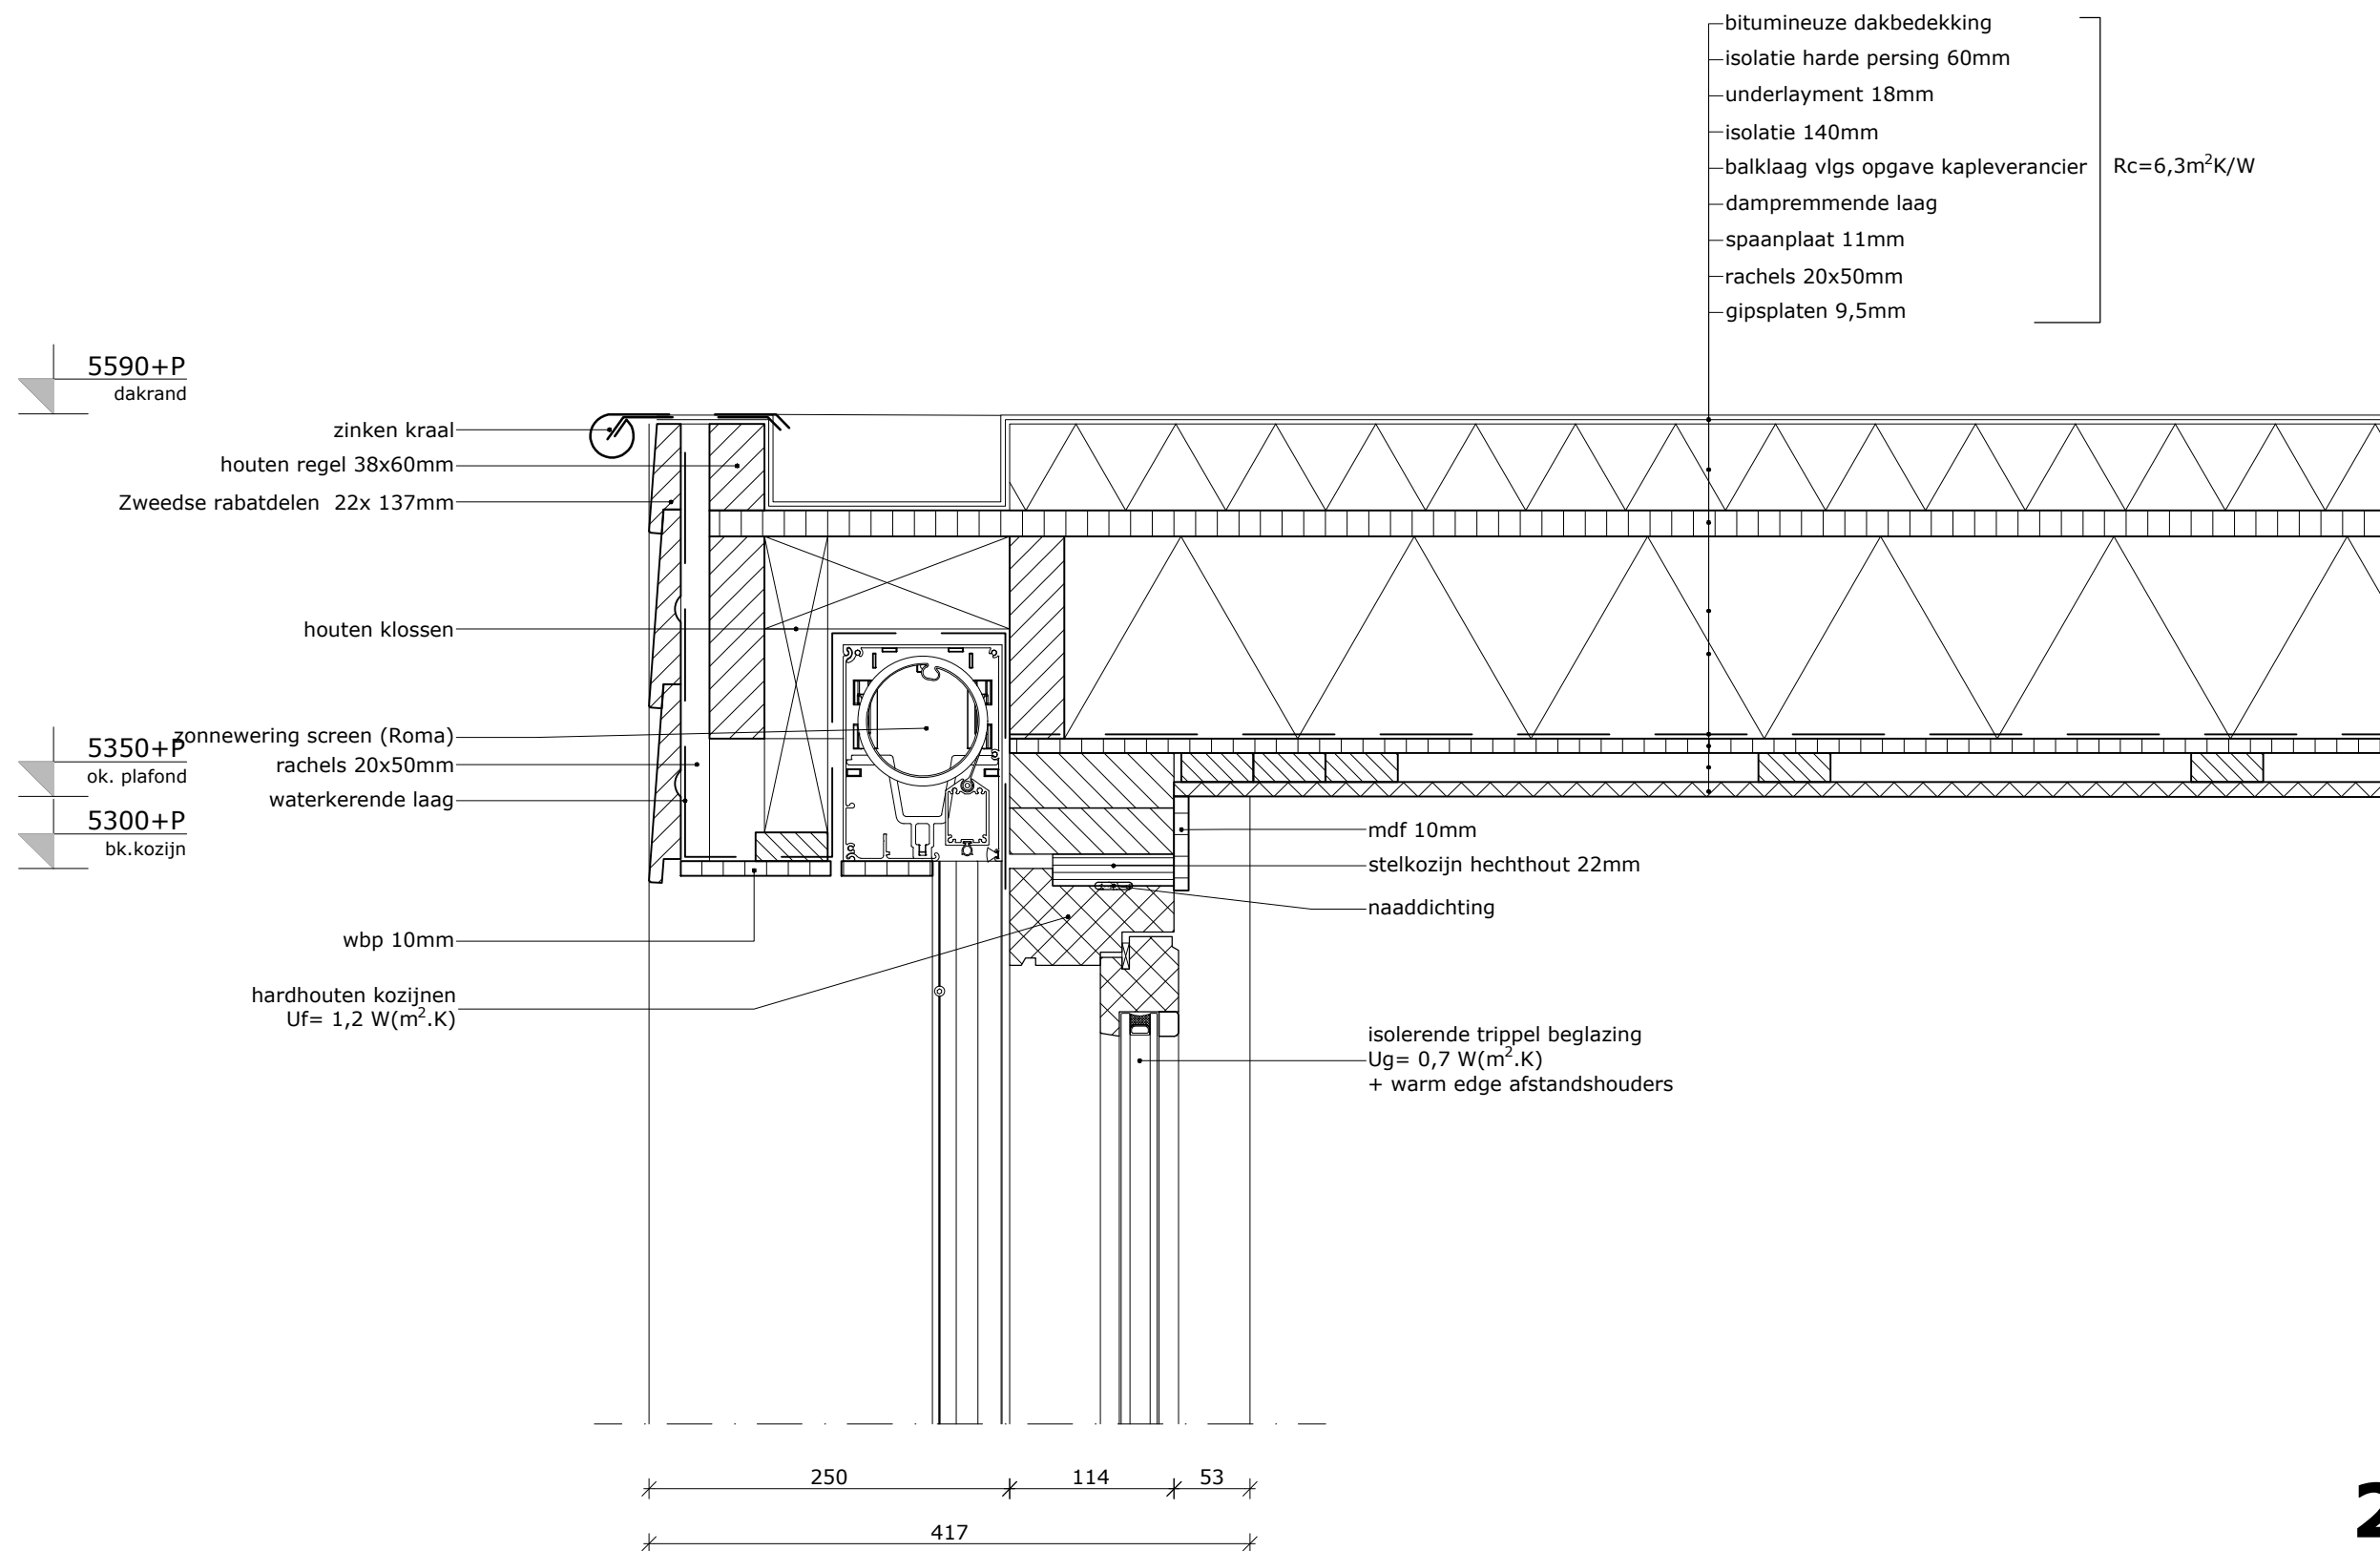 bitumineuze dakbedekking
isolatie harde persing 60mm
underlayment 18mm
isolatie 140mm
balklaag vlgs opgave kapleverancier
Rc=6,3m²K/W
dampremmende laag
spaanplaat 11mm
rachels 20x50mm
gipsplaten 9,5mm
5590+P
dakrand
zinken kraal
houten regel 38x60mm
Zweedse rabatdelen 22x 137mm
houten klossen
5350+P
ok. plafond
zonnewering screen (Roma)
rachels 20x50mm
waterkerende laag
5300+P
bk.kozijn
wbp 10mm
hardhouten kozijnen
Uf= 1,2 W(m².K)
mdf 10mm
stelkozijn hechthout 22mm
naaddichting
isolerende trippel beglazing
Ug= 0,7 W(m².K)
+ warm edge afstandshouders
250
114
53
417